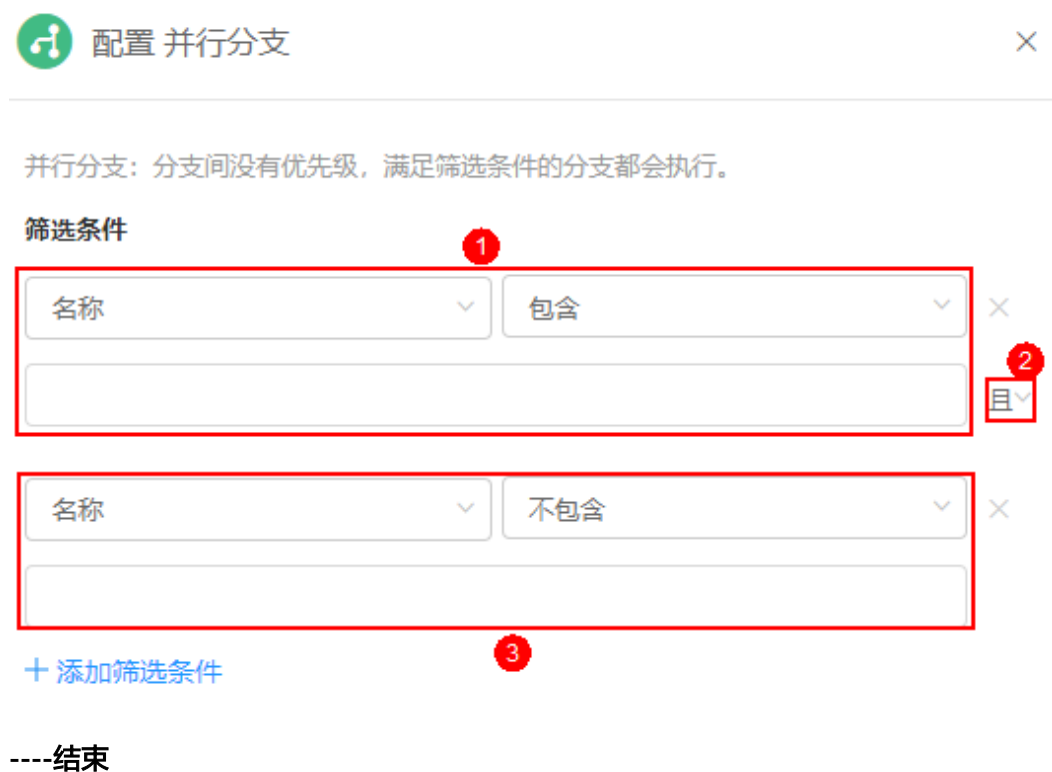 配置 并行分支
并行分支：分支间没有优先级，满足筛选条件的分支都会执行。
筛选条件
1
名称 包含
2
且
名称 不包含
3
添加筛选条件
----结束